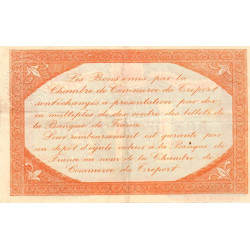 Les Bons émis par la
Chambre de Commerce du Tréport
sont échangés à présentation par dix
ou multiples de dix contre des billets de
la Banque de France
Leur remboursement est garanti par
un dépôt d'égale valeur à la Banque de
France au nom de la Chambre de
Commerce du Tréport